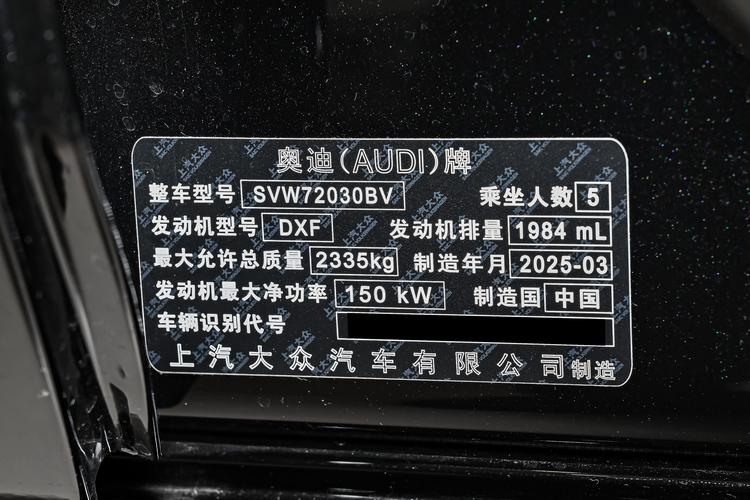 奥迪(AUDI)牌
整车型号 SVW72030BV 乘坐人数 5
发动机型号 DXF 发动机排量 1984 mL
最大允许总质量 2335kg 制造年月 2025-03
发动机最大净功率 150 kW 制造国 中国
车辆识别代号
上汽大众汽车有限公司 制造